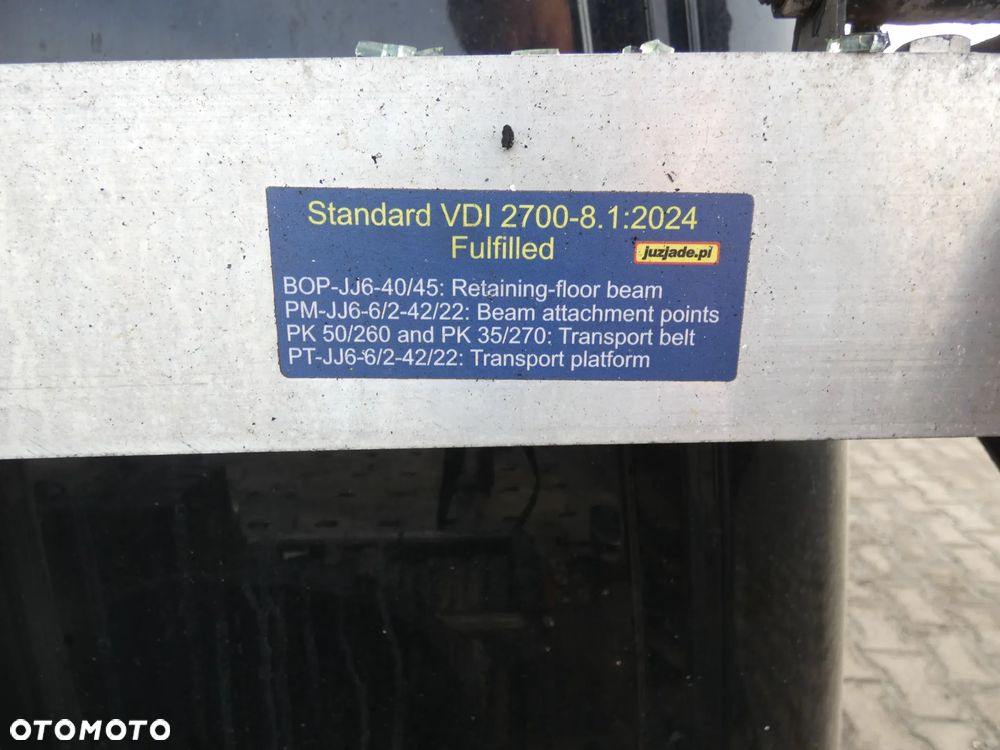 Standard VDI 2700-8.1:2024
Fulfilled
juzjade.pl
BOP-JJ6-40/45: Retaining-floor beam
PM-JJ6-6/2-42/22: Beam attachment points
PK 50/260 and PK 35/270: Transport belt
PT-JJ6-6/2-42/22: Transport platform
OTOMOTO